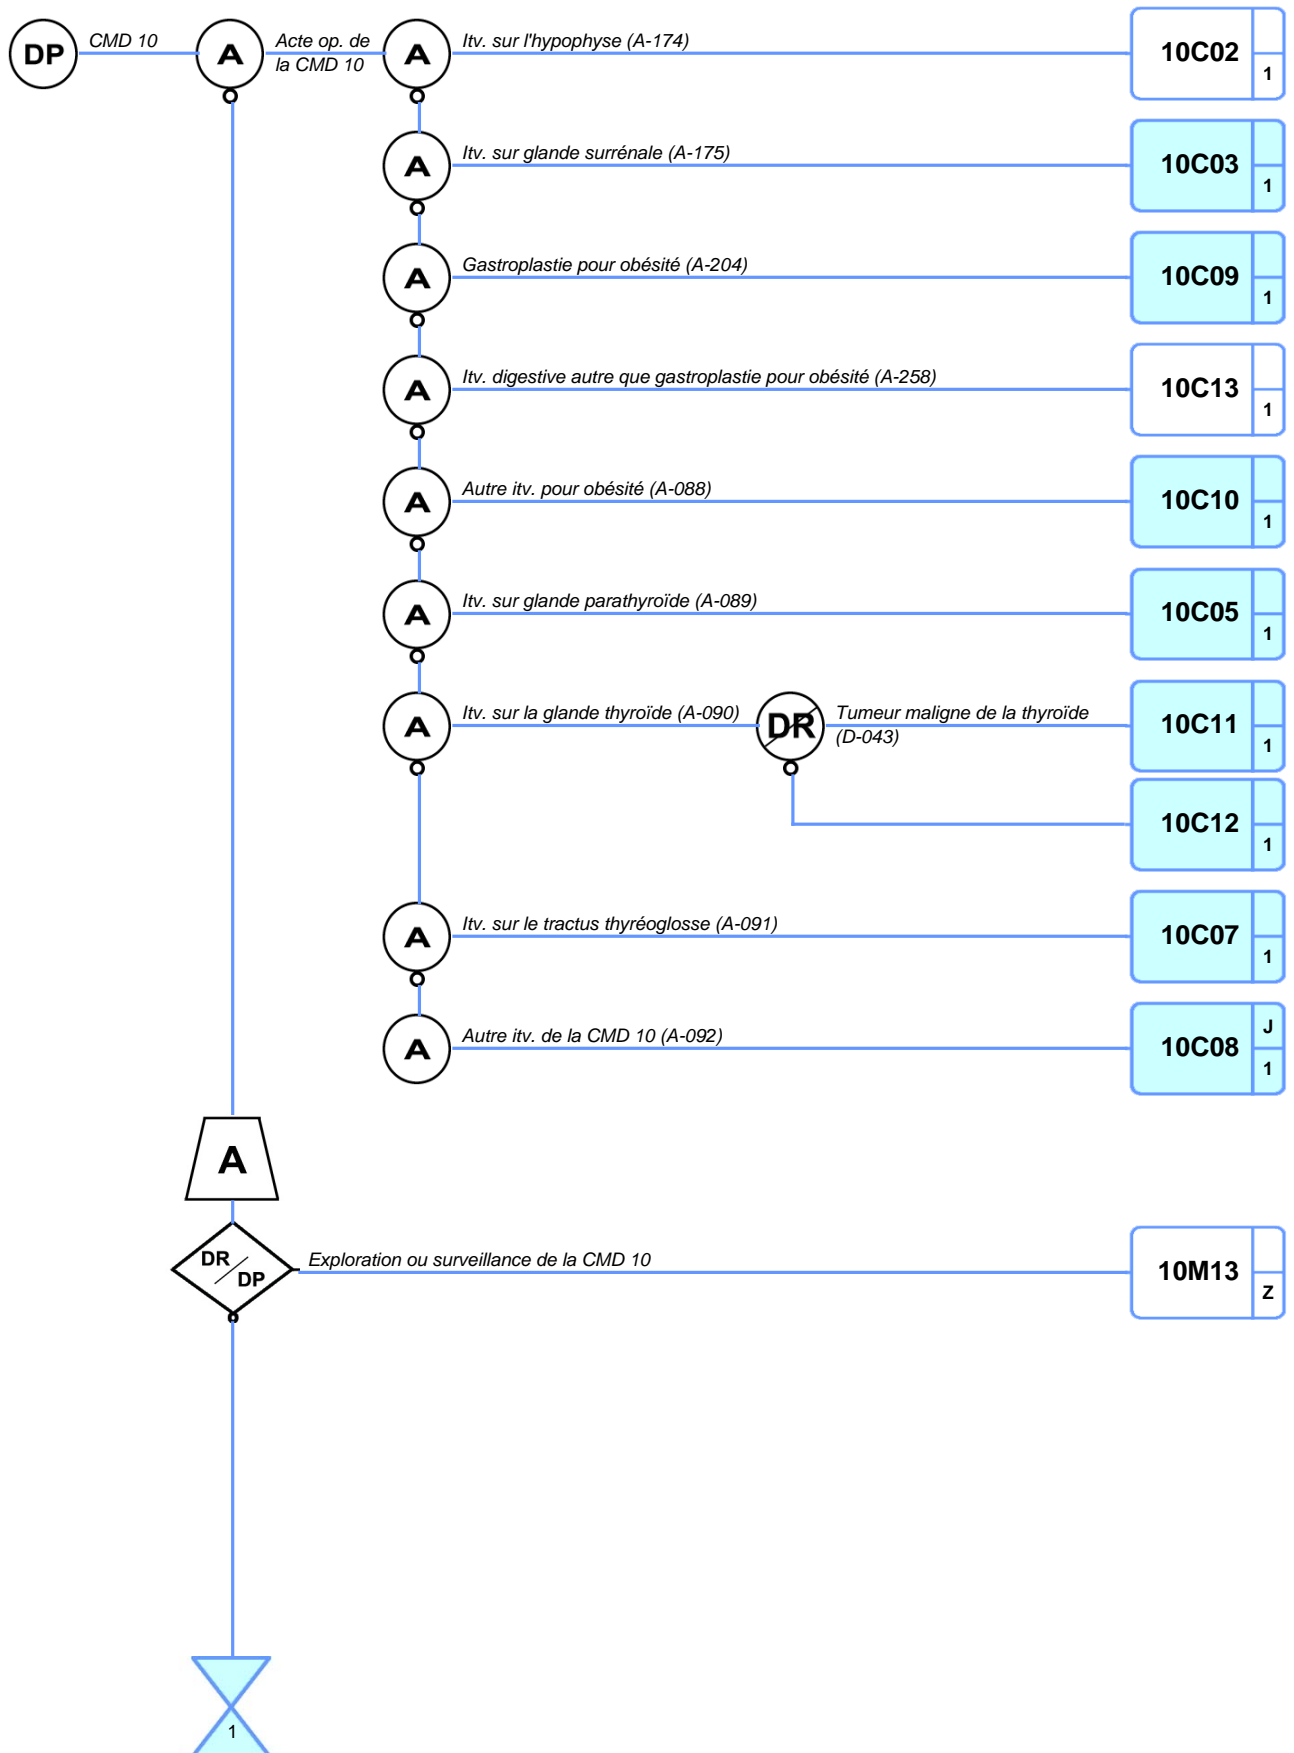 DP
CMD 10
A
Acte op. de
la CMD 10
A
Itv. sur l'hypophyse (A-174)
10C02
1
A
Itv. sur glande surrénale (A-175)
10C03
1
A
Gastroplastie pour obésité (A-204)
10C09
1
A
Itv. digestive autre que gastroplastie pour obésité (A-258)
10C13
1
A
Autre itv. pour obésité (A-088)
10C10
1
A
Itv. sur glande parathyroïde (A-089)
10C05
1
A
Itv. sur la glande thyroïde (A-090)
DR
Tumeur maligne de la thyroïde
(D-043)
10C11
1
10C12
1
A
Itv. sur le tractus thyréoglosse (A-091)
10C07
1
A
Autre itv. de la CMD 10 (A-092)
10C08
J
1
A
DR
DP
Exploration ou surveillance de la CMD 10
10M13
Z
1